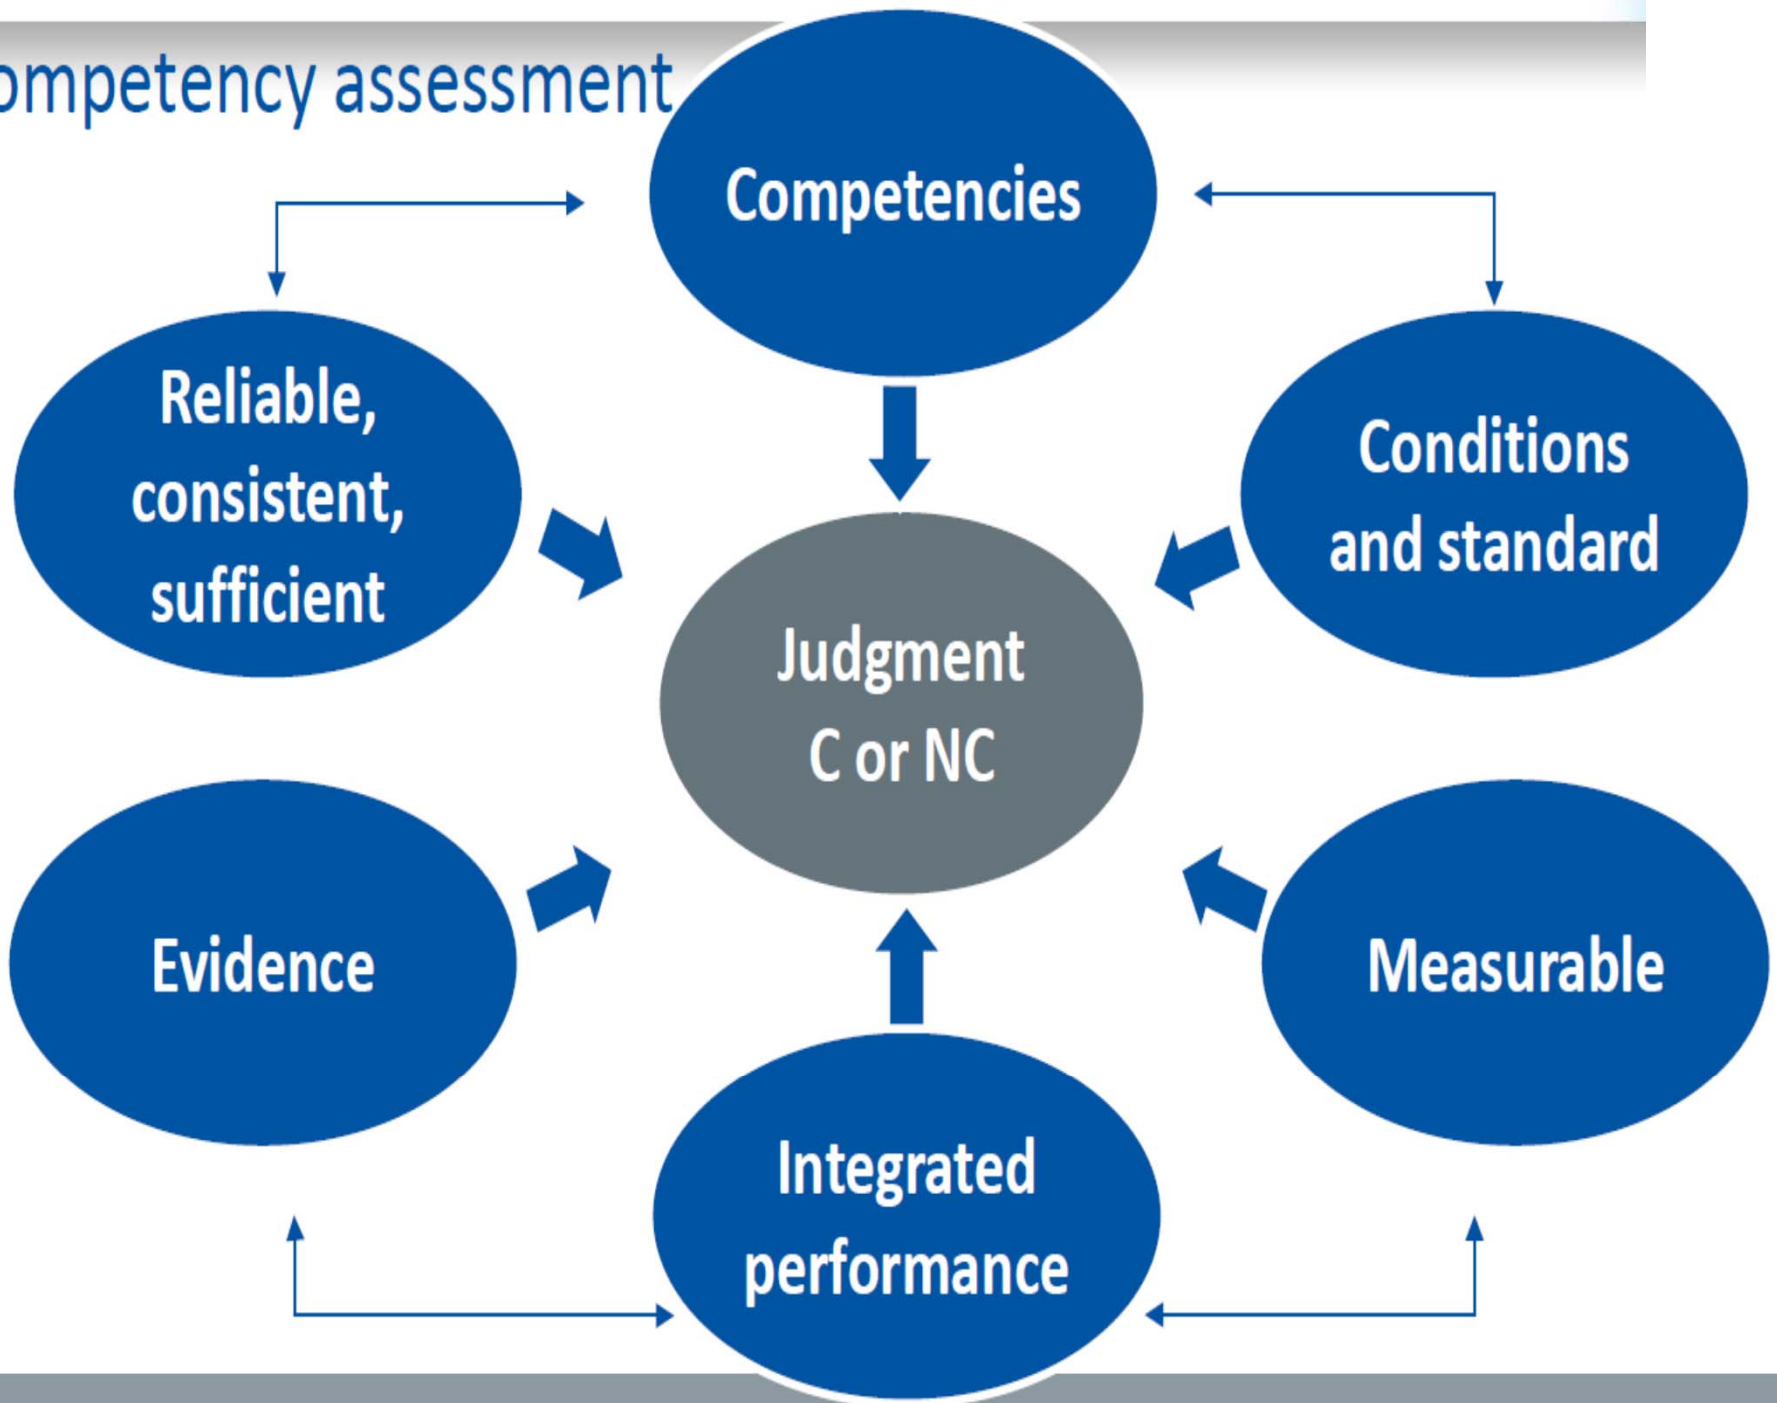 ompetency assessment
Competencies
Reliable,
consistent,
sufficient
Conditions
and standard
Judgment
C or NC
Evidence
Measurable
Integrated
performance